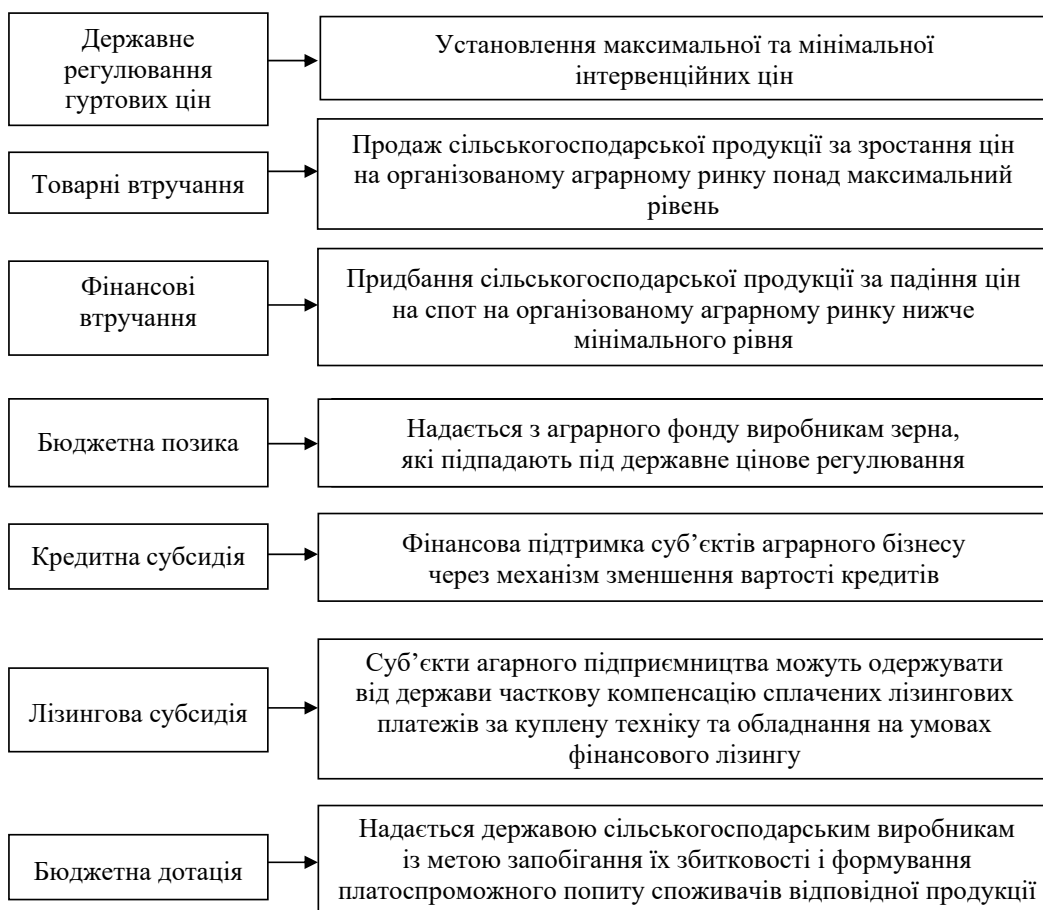 Державне
регулювання
гуртових цін
Установлення максимальної та мінімальної
інтервенційних цін
Товарні втручання
Продаж сільськогосподарської продукції за зростання цін
на організованому аграрному ринку понад максимальний
рівень
Фінансові
втручання
Придбання сільськогосподарської продукції за падіння цін
на спот на організованому аграрному ринку нижче
мінімального рівня
Бюджетна позика
Надається з аграрного фонду виробникам зерна,
які підпадають під державне цінове регулювання
Кредитна субсидія
Фінансова підтримка суб’єктів аграрного бізнесу
через механізм зменшення вартості кредитів
Лізингова субсидія
Суб’єкти агарного підприємництва можуть одержувати
від держави часткову компенсацію сплачених лізингових
платежів за куплену техніку та обладнання на умовах
фінансового лізингу
Бюджетна дотація
Надається державою сільськогосподарським виробникам
із метою запобігання їх збитковості і формування
платоспроможного попиту споживачів відповідної продукції